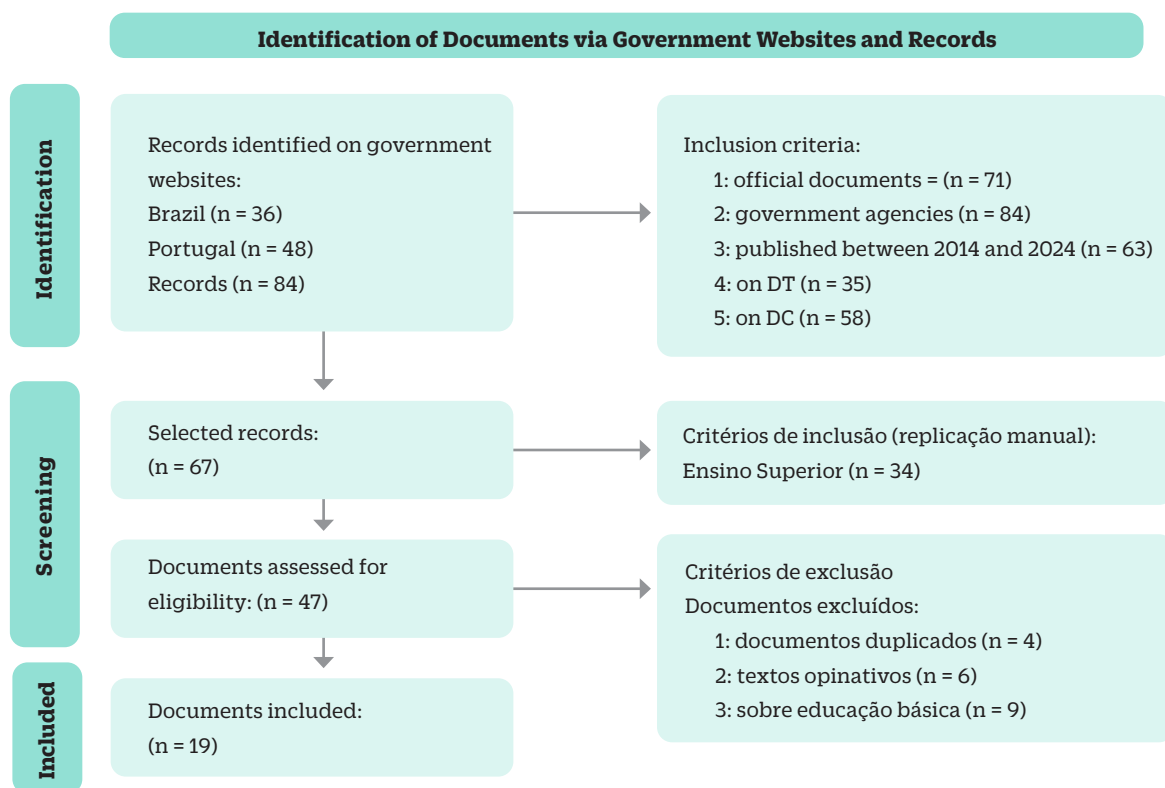 Identification of Documents via Government Websites and Records
Identification
Records identified on government
websites:
Brazil (n = 36)
Portugal (n = 48)
Records (n = 84)
Inclusion criteria:
1: official documents = (n = 71)
2: government agencies (n = 84)
3: published between 2014 and 2024 (n = 63)
4: on DT (n = 35)
5: on DC (n = 58)
Screening
Selected records:
(n = 67)
Critérios de inclusão (replicação manual):
Ensino Superior (n = 34)
Documents assessed for
eligibility: (n = 47)
Critérios de exclusão
Documentos excluídos:
1: documentos duplicados (n = 4)
2: textos opinativos (n = 6)
3: sobre educação básica (n = 9)
Included
Documents included:
(n = 19)